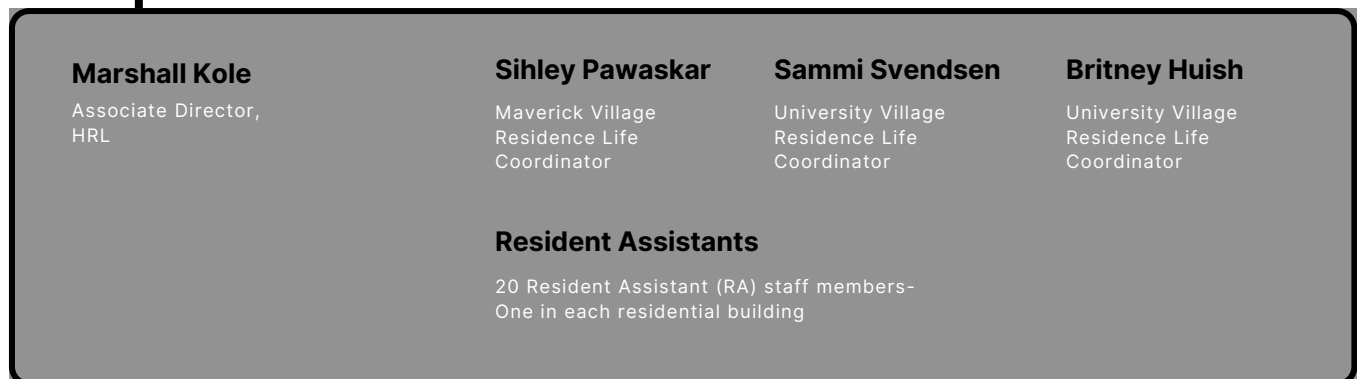 Marshall Kole
Associate Director,
HRL
Sihley Pawaskar
Maverick Village
Residence Life
Coordinator
Sammi Svendsen
University Village
Residence Life
Coordinator
Britney Huish
University Village
Residence Life
Coordinator
Resident Assistants
20 Resident Assistant (RA) staff members-
One in each residential building